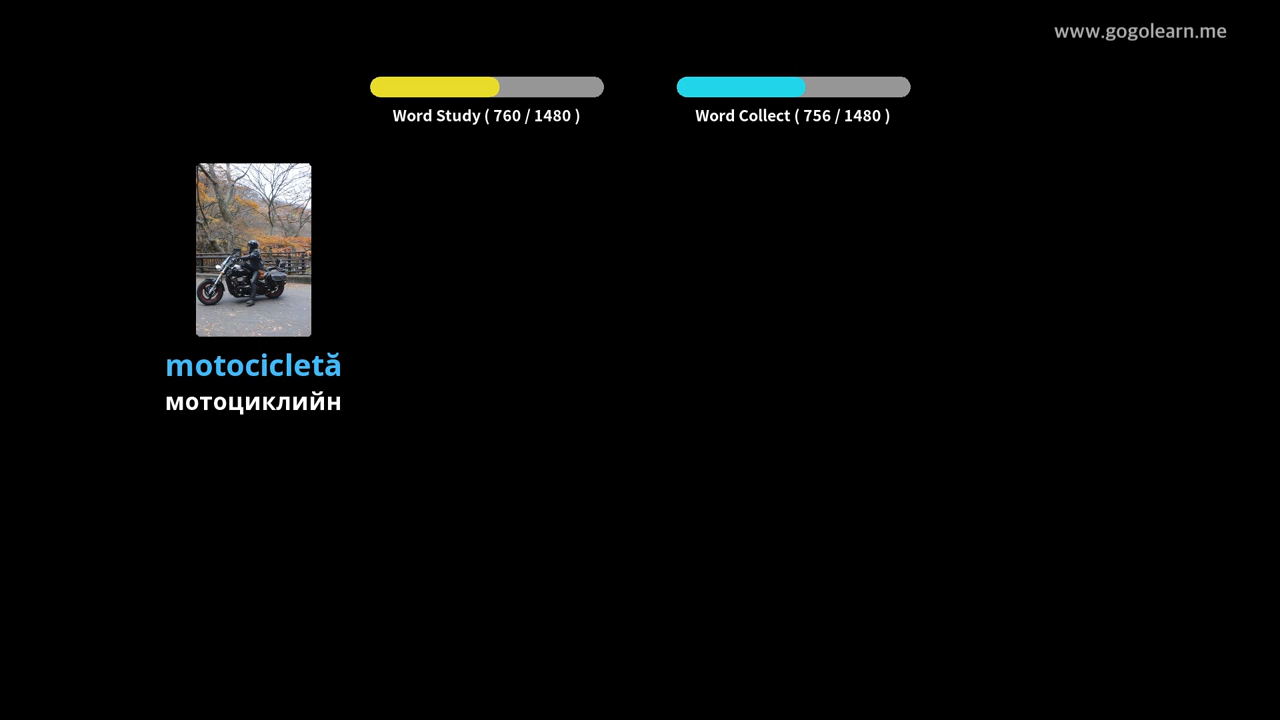 www.gogolearn.me
Word Study ( 760 / 1480 )
Word Collect ( 756 / 1480 )
motocicletă
мотоциклийн